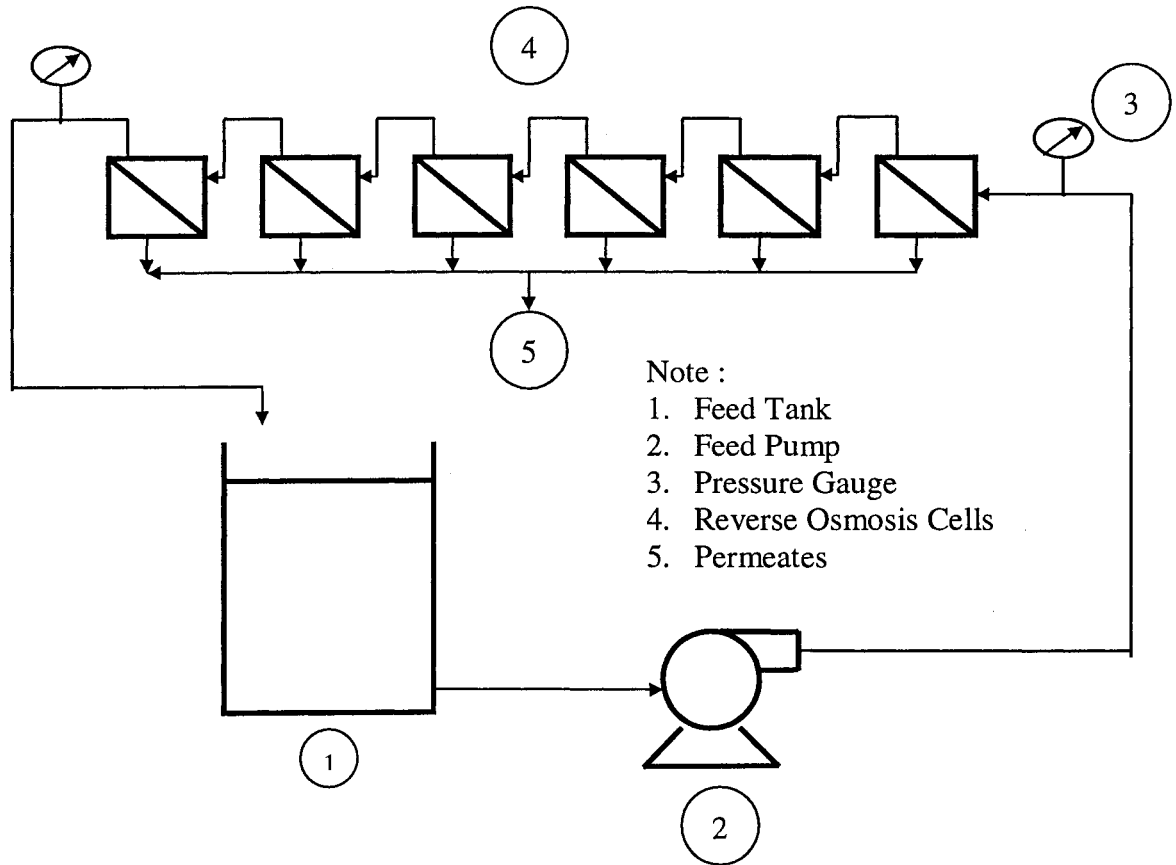 4
3
5
Note :
1. Feed Tank
2. Feed Pump
3. Pressure Gauge
4. Reverse Osmosis Cells
5. Permeates
1
2